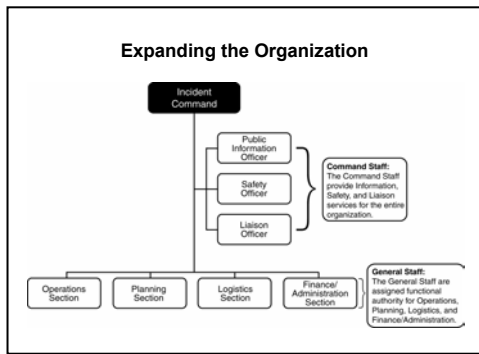 Expanding the Organization
Incident
Command
Public
Information
Officer
Safety
Officer
Liaison
Officer
Command Staff:
The Command Staff
provide Information,
Safety, and Liaison
services for the entire
organization.
Operations
Section
Planning
Section
Logistics
Section
Finance/
Administration
Section
General Staff:
The General Staff are
assigned functional
authority for Operations,
Planning, Logistics, and
Finance/Administration.